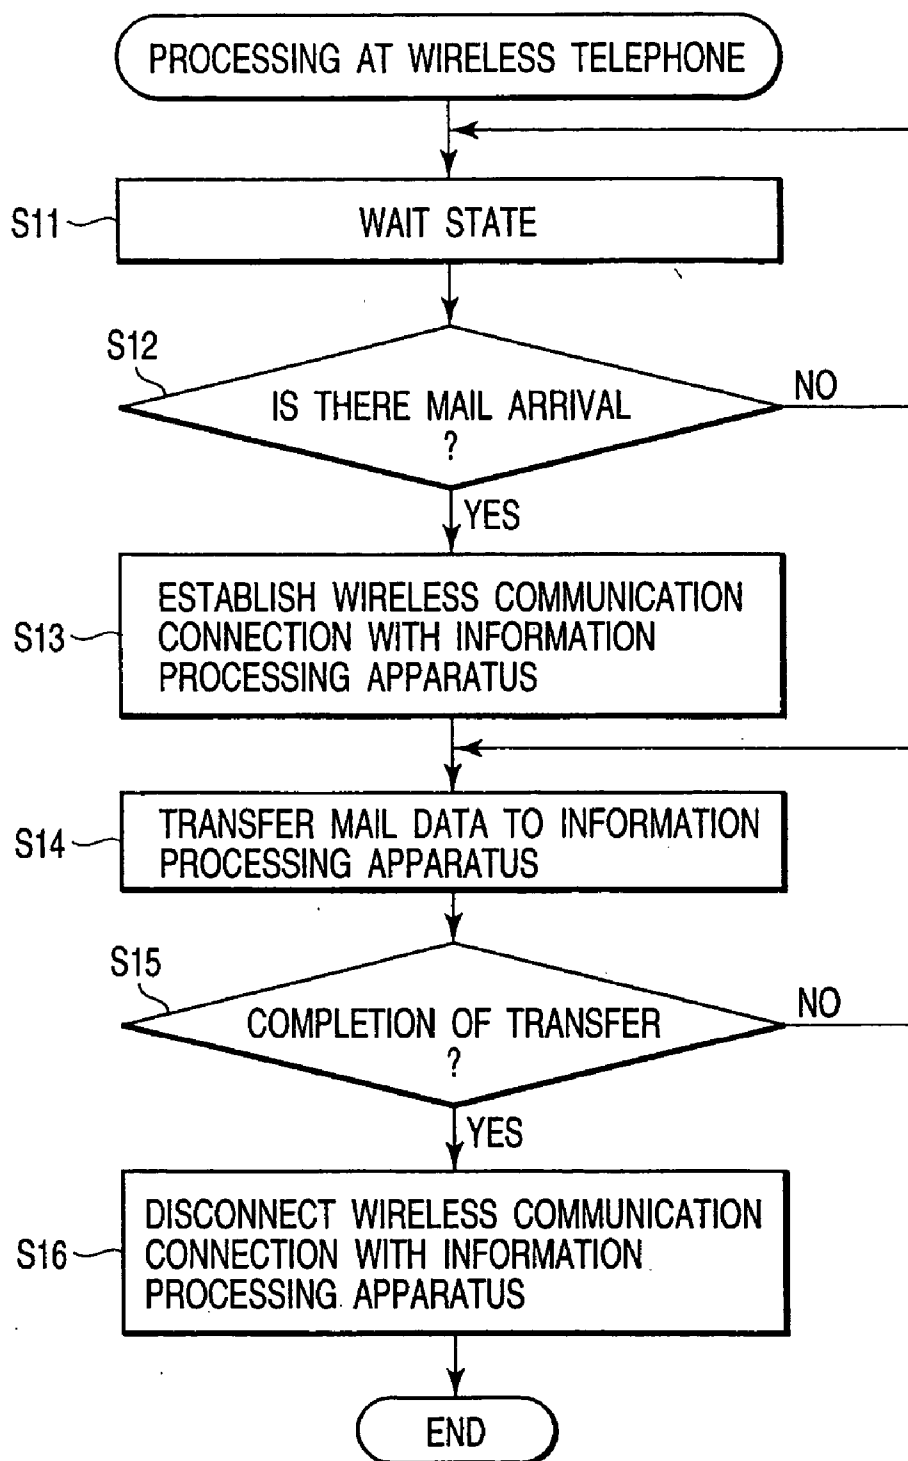 PROCESSING AT WIRELESS TELEPHONE
S11
WAIT STATE
S12
IS THERE MAIL ARRIVAL
?
NO
YES
S13
ESTABLISH WIRELESS COMMUNICATION
CONNECTION WITH INFORMATION
PROCESSING APPARATUS
S14
TRANSFER MAIL DATA TO INFORMATION
PROCESSING APPARATUS
S15
COMPLETION OF TRANSFER
?
NO
YES
S16
DISCONNECT WIRELESS COMMUNICATION
CONNECTION WITH INFORMATION
PROCESSING APPARATUS
END